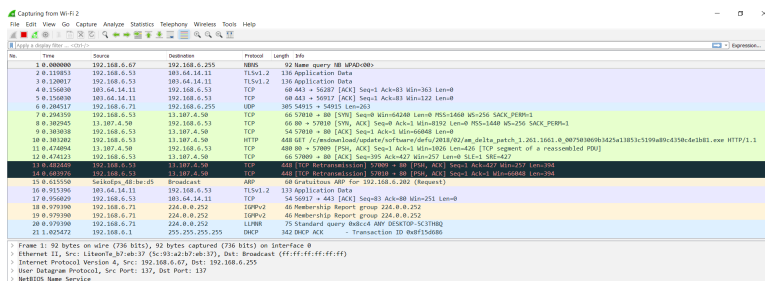 Capturing from Wi-Fi 2
File Edit View Go Capture Analyze Statistics Telephony Wireless Tools Help
Apply a display filter ... <Ctrl-/> Expression...
No. Time Source Destination Protocol Length Info
1 0.000000 192.168.6.67 192.168.6.255 NBNS 92 Name query NB WPAD<00>
2 0.119853 192.168.6.53 103.64.14.11 TLSv1.2 136 Application Data
3 0.120017 192.168.6.53 103.64.14.11 TLSv1.2 136 Application Data
4 0.156030 103.64.14.11 192.168.6.53 TCP 60 443 → 56287 [ACK] Seq=1 Ack=83 Win=363 Len=0
5 0.156030 103.64.14.11 192.168.6.53 TCP 60 443 → 56917 [ACK] Seq=1 Ack=83 Win=122 Len=0
6 0.204517 192.168.6.71 192.168.6.255 UDP 305 54915 → 54915 Len=263
7 0.294359 192.168.6.53 13.107.4.50 TCP 66 57010 → 80 [SYN] Seq=0 Win=64240 Len=0 MSS=1460 WS=256 SACK_PERM=1
8 0.302945 13.107.4.50 192.168.6.53 TCP 66 80 → 57010 [SYN, ACK] Seq=0 Ack=1 Win=8192 Len=0 MSS=1440 WS=256 SACK_PERM=1
9 0.303038 192.168.6.53 13.107.4.50 TCP 54 57010 → 80 [ACK] Seq=1 Ack=1 Win=66048 Len=0
10 0.303202 192.168.6.53 13.107.4.50 HTTP 448 GET /c/msdownload/update/software/defu/2018/02/am_delta_patch_1.261.1661.0_007503069b3425a13853c5199a89c4350c4e1b81.exe HTTP/1.1
11 0.474094 13.107.4.50 192.168.6.53 TCP 480 80 → 57009 [PSH, ACK] Seq=1 Ack=1 Win=1026 Len=426 [TCP segment of a reassembled PDU]
12 0.474123 192.168.6.53 13.107.4.50 TCP 66 57009 → 80 [ACK] Seq=395 Ack=427 Win=257 Len=0 SLE=1 SRE=427
13 0.482449 192.168.6.53 13.107.4.50 TCP 448 [TCP Retransmission] 57009 → 80 [PSH, ACK] Seq=1 Ack=427 Win=257 Len=394
14 0.603976 192.168.6.53 13.107.4.50 TCP 448 [TCP Retransmission] 57010 → 80 [PSH, ACK] Seq=1 Ack=1 Win=66048 Len=394
15 0.615550 SeikoEps_48:be:d5 Broadcast ARP 60 Gratuitous ARP for 192.168.6.202 (Request)
16 0.915396 103.64.14.11 192.168.6.53 TLSv1.2 133 Application Data
17 0.956029 192.168.6.53 103.64.14.11 TCP 54 56917 → 443 [ACK] Seq=83 Ack=80 Win=251 Len=0
18 0.979390 192.168.6.71 224.0.0.252 IGMPv2 46 Membership Report group 224.0.0.252
19 0.979390 192.168.6.71 224.0.0.252 IGMPv2 46 Membership Report group 224.0.0.252
20 0.979390 192.168.6.71 224.0.0.252 LLMNR 75 Standard query 0x8cc4 ANY DESKTOP-5C3THBQ
21 1.025472 192.168.6.1 255.255.255.255 DHCP 342 DHCP ACK - Transaction ID 0x8f15d686
Frame 1: 92 bytes on wire (736 bits), 92 bytes captured (736 bits) on interface 0
Ethernet II, Src: LiteonTe_b7:eb:37 (5c:93:a2:b7:eb:37), Dst: Broadcast (ff:ff:ff:ff:ff:ff)
Internet Protocol Version 4, Src: 192.168.6.67, Dst: 192.168.6.255
User Datagram Protocol, Src Port: 137, Dst Port: 137
NetBIOS Name Service